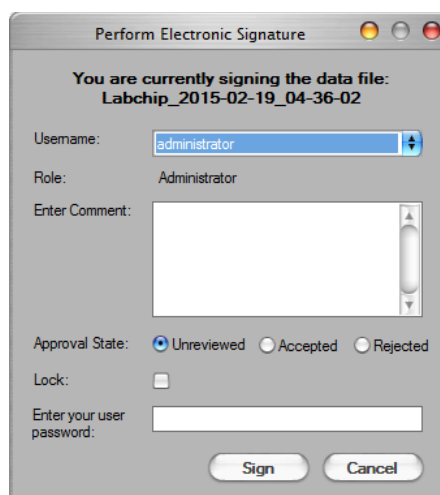 Perform Electronic Signature
You are currently signing the data file:
Labchip_2015-02-19_04-36-02
Username: administrator
Role: Administrator
Enter Comment:
Approval State: Unreviewed Accepted Rejected
Lock:
Enter your user
password:
Sign Cancel